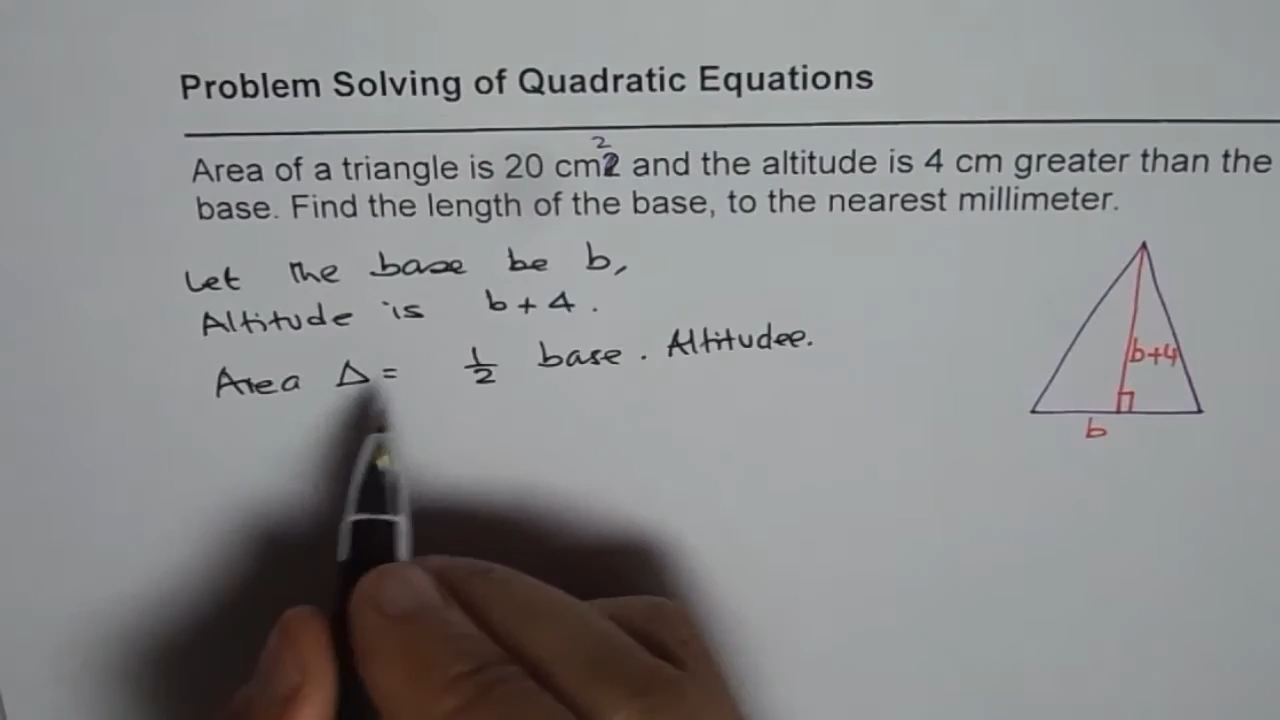 Problem Solving of Quadratic Equations
Area of a triangle is 20 cm² and the altitude is 4 cm greater than the
base. Find the length of the base, to the nearest millimeter.
Let the base be b,
Altitude is b + 4.
Area Δ = 1/2 base . Altitudee.
b+4
b